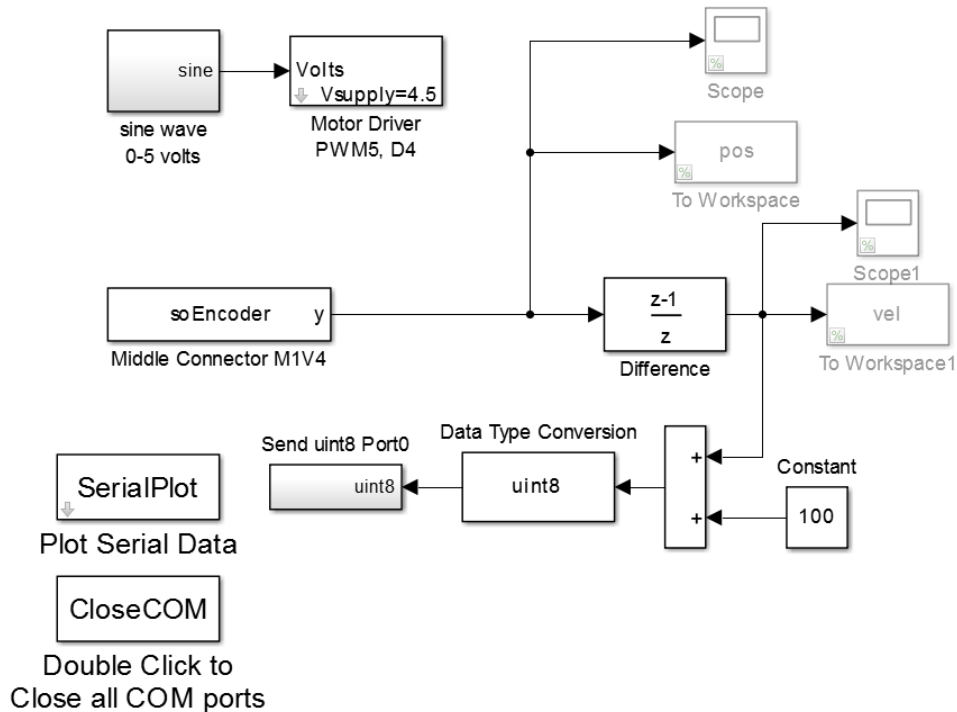 sine
sine wave
0-5 volts
Volts
Vsupply=4.5
Motor Driver
PWM5, D4
%
Scope
pos
%
To Workspace
%
Scope1
soEncoder y
Middle Connector M1V4
z-1
z
Difference
vel
%
To Workspace1
Send uint8 Port0
uint8
Data Type Conversion
uint8
+
+
Constant
100
SerialPlot
Plot Serial Data
CloseCOM
Double Click to
Close all COM ports